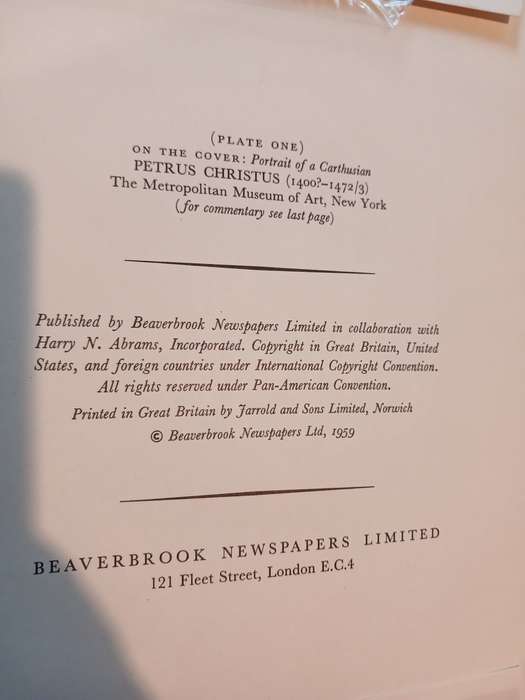 (PLATE ONE)
ON THE COVER: Portrait of a Carthusian
PETRUS CHRISTUS (1400?–1472/3)
The Metropolitan Museum of Art, New York
(for commentary see last page)
Published by Beaverbrook Newspapers Limited in collaboration with
Harry N. Abrams, Incorporated. Copyright in Great Britain, United
States, and foreign countries under International Copyright Convention.
All rights reserved under Pan-American Convention.
Printed in Great Britain by Jarrold and Sons Limited, Norwich
© Beaverbrook Newspapers Ltd, 1959
BEAVERBROOK NEWSPAPERS LIMITED
121 Fleet Street, London E.C.4